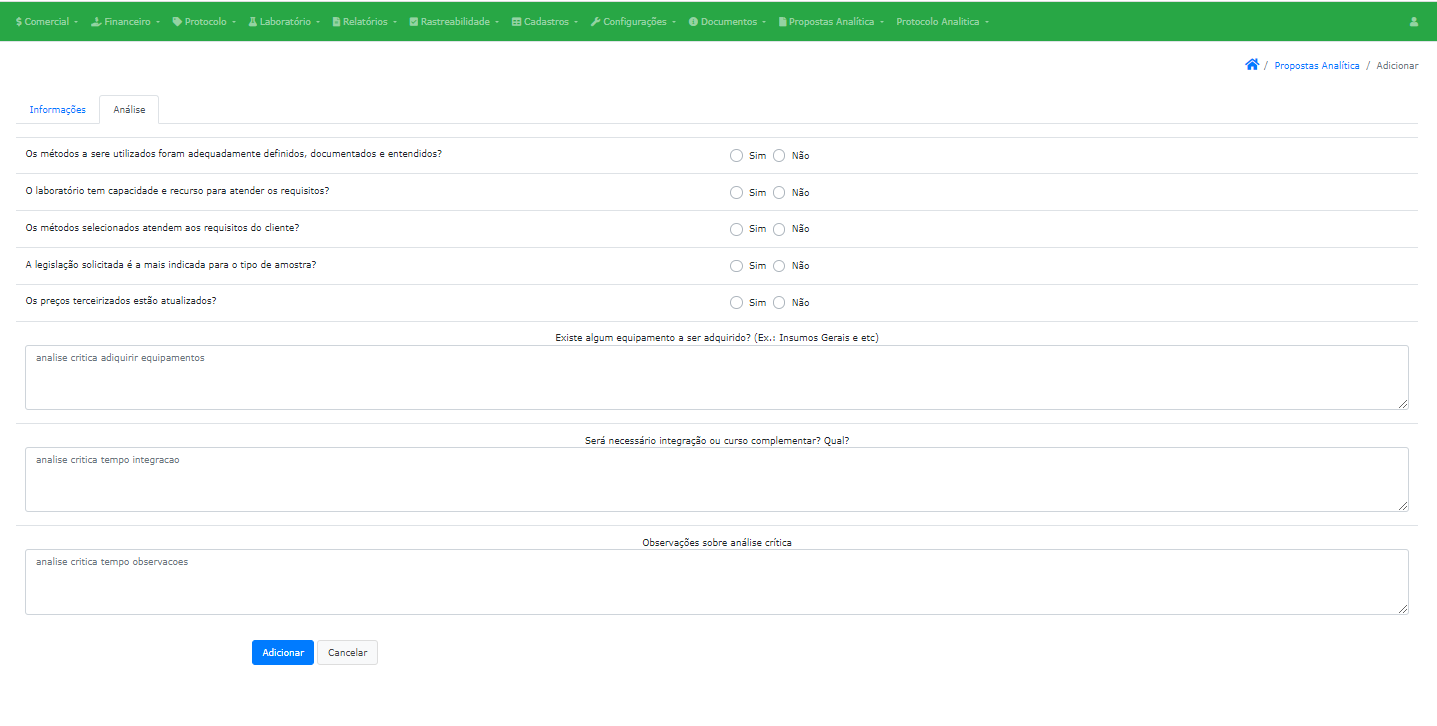 $ Comercial Financeiro Protocolo Laboratório Relatórios Rastreabilidade Cadastros Configurações Documentos Propostas Analítica Protocolo Analitica
/ Propostas Analítica / Adicionar
Informações Análise
Os métodos a sere utilizados foram adequadamente definidos, documentados e entendidos? Sim Não
O laboratório tem capacidade e recurso para atender os requisitos? Sim Não
Os métodos selecionados atendem aos requisitos do cliente? Sim Não
A legislação solicitada é a mais indicada para o tipo de amostra? Sim Não
Os preços terceirizados estão atualizados? Sim Não
Existe algum equipamento a ser adquirido? (Ex.: Insumos Gerais e etc)
analise critica adiquirir equipamentos
Será necessário integração ou curso complementar? Qual?
analise critica tempo integracao
Observações sobre análise crítica
analise critica tempo observacoes
Adicionar Cancelar